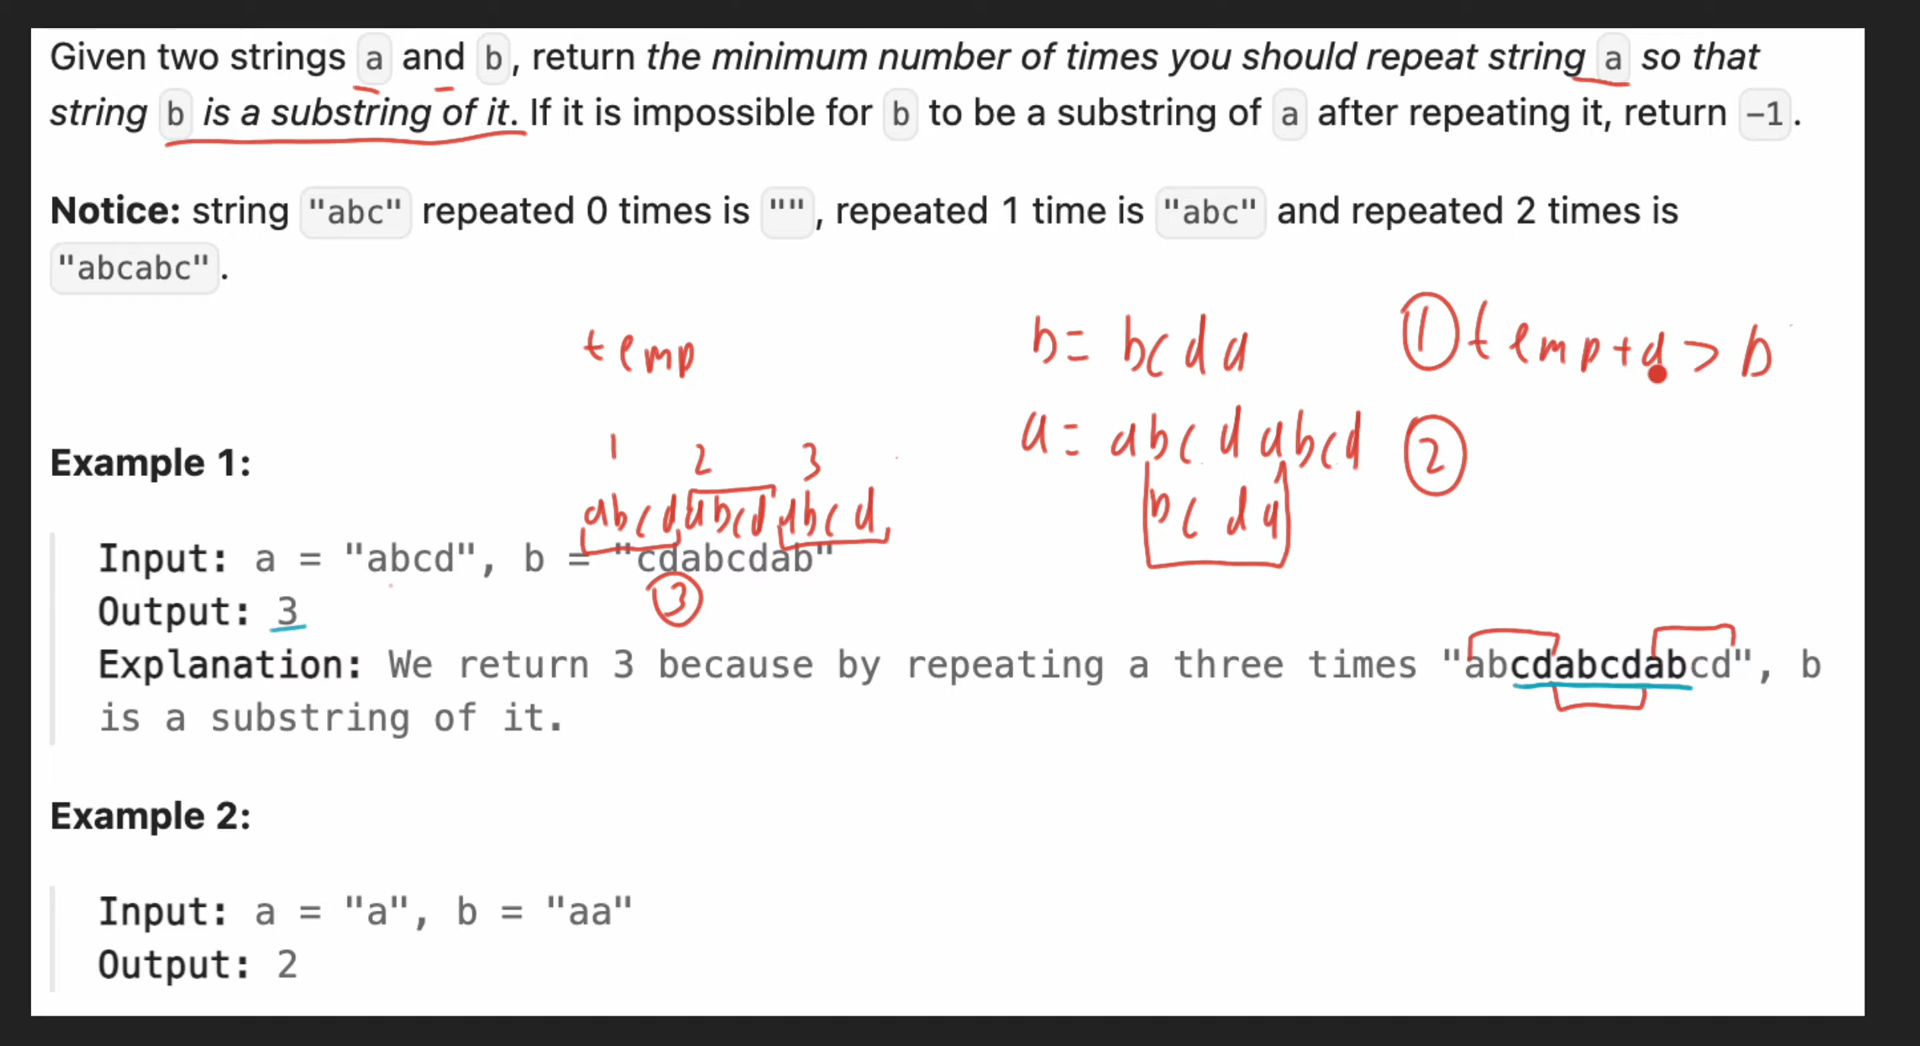 Given two strings a and b, return the minimum number of times you should repeat string a so that
string b is a substring of it. If it is impossible for b to be a substring of a after repeating it, return -1.
Notice: string "abc" repeated 0 times is "", repeated 1 time is "abc" and repeated 2 times is
"abcabc".
temp
b = bcda
1 temp+a > b
a = abcdabcd
2
bcda
1 2 3
abcdabcdabcd
Example 1:
Input: a = "abcd", b = "cdabcdab"
3
Output: 3
Explanation: We return 3 because by repeating a three times "abcdabcdabcd", b
is a substring of it.
Example 2:
Input: a = "a", b = "aa"
Output: 2